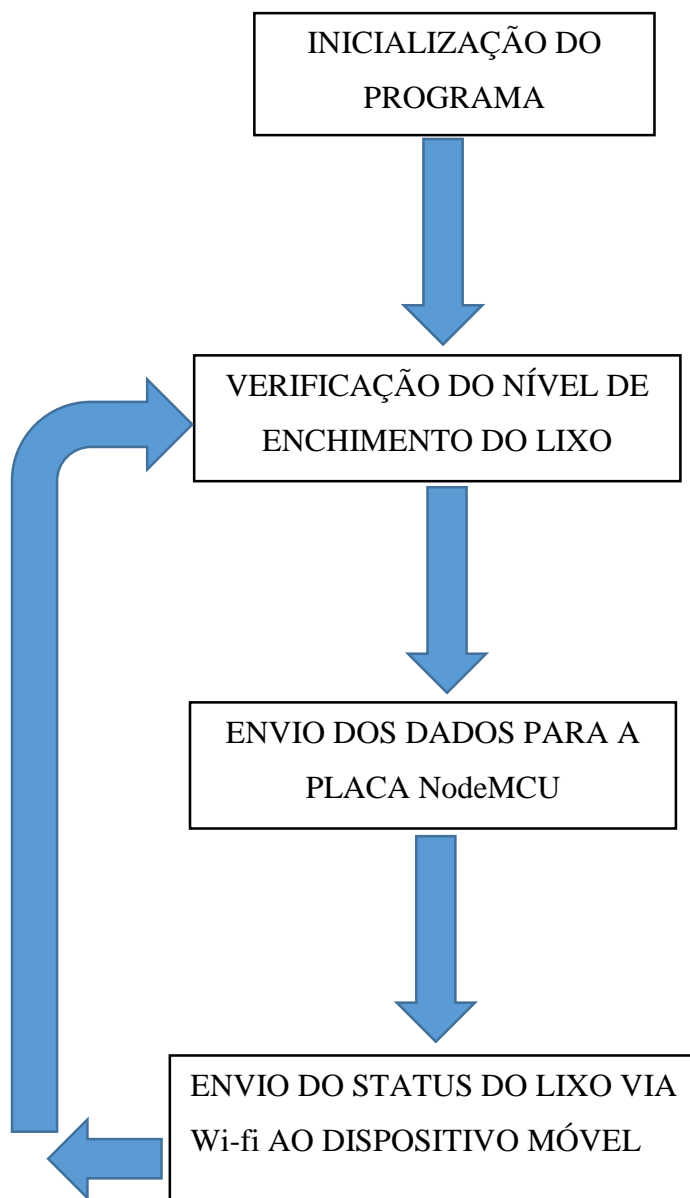 INICIALIZAÇÃO DO
PROGRAMA
VERIFICAÇÃO DO NÍVEL DE
ENCHIMENTO DO LIXO
ENVIO DOS DADOS PARA A
PLACA NodeMCU
ENVIO DO STATUS DO LIXO VIA
Wi-fi AO DISPOSITIVO MÓVEL